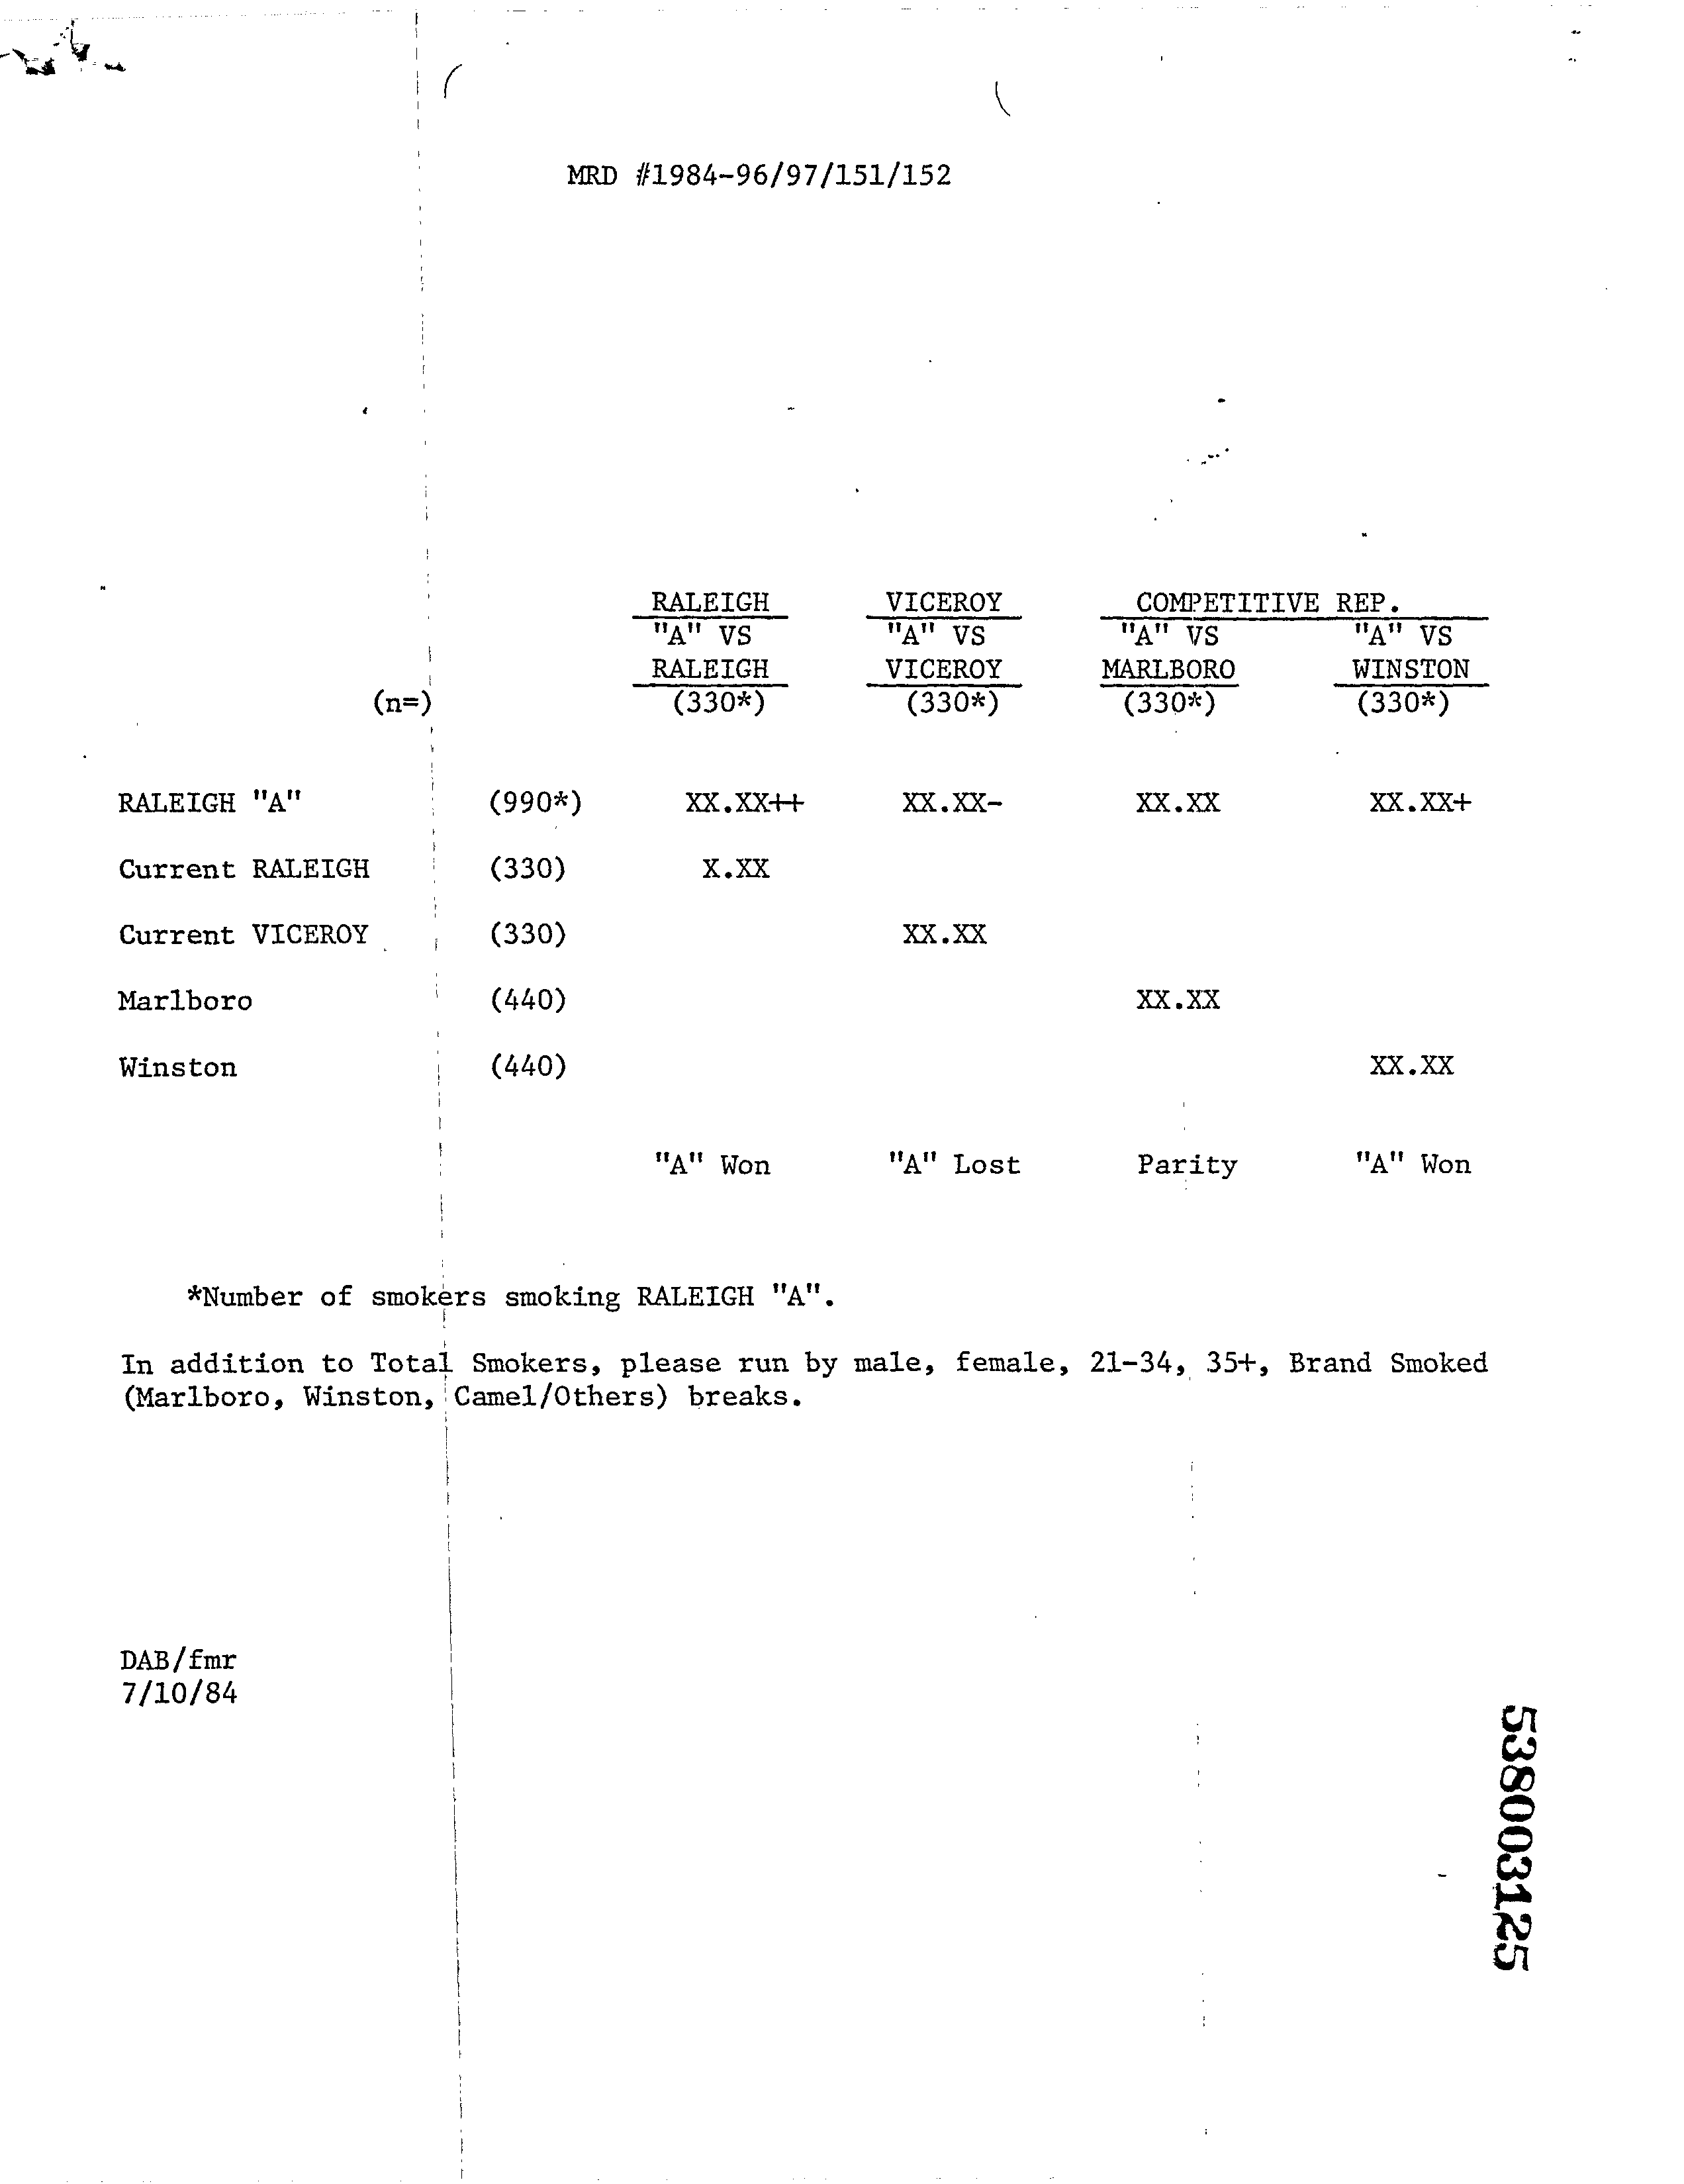 MRD #1984-96/97/151/152
RALEIGH VICEROY COMPETITIVE REP.
"A" VS "A" VS "A" VS "A" VS
RALEIGH VICEROY MARLBORO WINSTON
(n=) (330*) (330*) (330*) (330*)
RALEIGH "A" (990*) XX.XX++ XX.XX- XX.XX XX.XX+
Current RALEIGH (330) X.XX
Current VICEROY (330) XX.XX
Marlboro (440) XX.XX
Winston (440) XX.XX
"A" Won "A" Lost Parity "A" Won
*Number of smokers smoking RALEIGH "A".
In addition to Total Smokers, please run by male, female, 21-34, 35+, Brand Smoked
(Marlboro, Winston, Camel/Others) breaks.
DAB/fmr
7/10/84
538003125